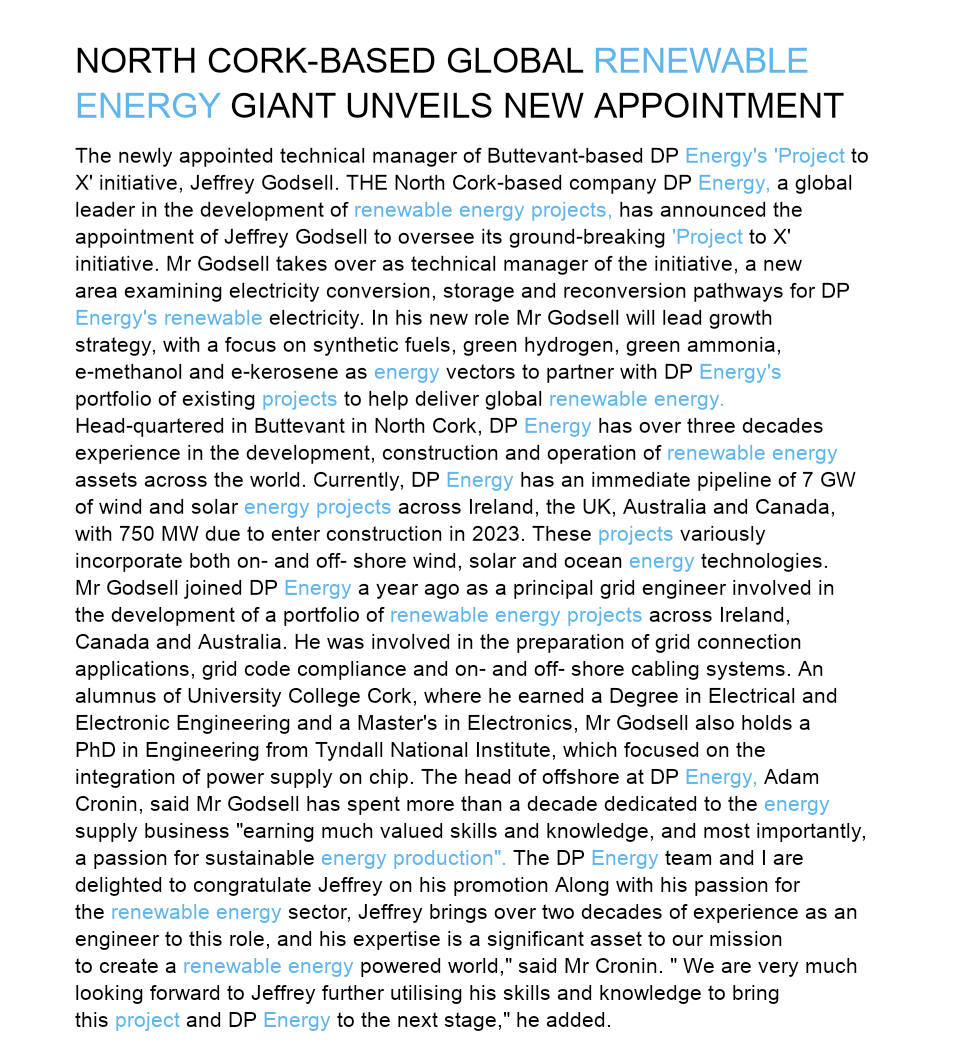 NORTH CORK-BASED GLOBAL RENEWABLE
ENERGY GIANT UNVEILS NEW APPOINTMENT
The newly appointed technical manager of Buttevant-based DP Energy's 'Project to
X' initiative, Jeffrey Godsell. THE North Cork-based company DP Energy, a global
leader in the development of renewable energy projects, has announced the
appointment of Jeffrey Godsell to oversee its ground-breaking 'Project to X'
initiative. Mr Godsell takes over as technical manager of the initiative, a new
area examining electricity conversion, storage and reconversion pathways for DP
Energy's renewable electricity. In his new role Mr Godsell will lead growth
strategy, with a focus on synthetic fuels, green hydrogen, green ammonia,
e-methanol and e-kerosene as energy vectors to partner with DP Energy's
portfolio of existing projects to help deliver global renewable energy.
Head-quartered in Buttevant in North Cork, DP Energy has over three decades
experience in the development, construction and operation of renewable energy
assets across the world. Currently, DP Energy has an immediate pipeline of 7 GW
of wind and solar energy projects across Ireland, the UK, Australia and Canada,
with 750 MW due to enter construction in 2023. These projects variously
incorporate both on- and off- shore wind, solar and ocean energy technologies.
Mr Godsell joined DP Energy a year ago as a principal grid engineer involved in
the development of a portfolio of renewable energy projects across Ireland,
Canada and Australia. He was involved in the preparation of grid connection
applications, grid code compliance and on- and off- shore cabling systems. An
alumnus of University College Cork, where he earned a Degree in Electrical and
Electronic Engineering and a Master's in Electronics, Mr Godsell also holds a
PhD in Engineering from Tyndall National Institute, which focused on the
integration of power supply on chip. The head of offshore at DP Energy, Adam
Cronin, said Mr Godsell has spent more than a decade dedicated to the energy
supply business "earning much valued skills and knowledge, and most importantly,
a passion for sustainable energy production". The DP Energy team and I are
delighted to congratulate Jeffrey on his promotion Along with his passion for
the renewable energy sector, Jeffrey brings over two decades of experience as an
engineer to this role, and his expertise is a significant asset to our mission
to create a renewable energy powered world," said Mr Cronin. " We are very much
looking forward to Jeffrey further utilising his skills and knowledge to bring
this project and DP Energy to the next stage," he added.